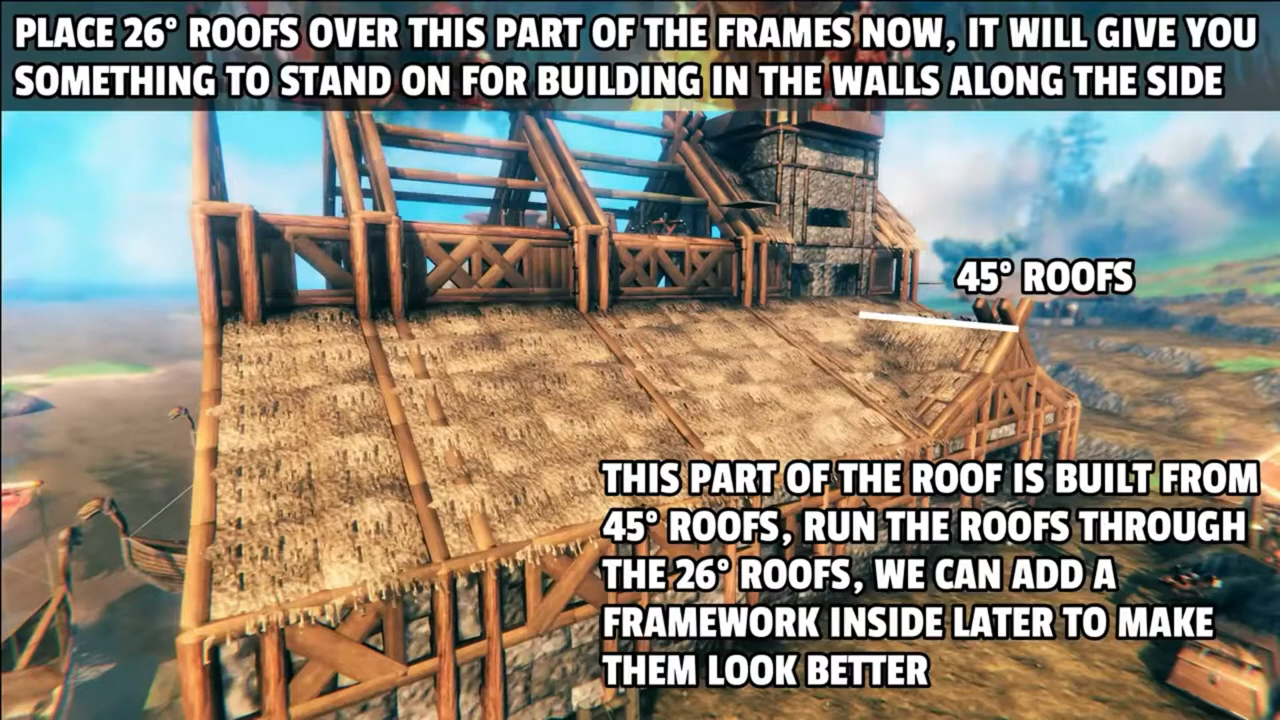 PLACE 26° ROOFS OVER THIS PART OF THE FRAMES NOW, IT WILL GIVE YOU
SOMETHING TO STAND ON FOR BUILDING IN THE WALLS ALONG THE SIDE
45° ROOFS
THIS PART OF THE ROOF IS BUILT FROM
45° ROOFS, RUN THE ROOFS THROUGH
THE 26° ROOFS, WE CAN ADD A
FRAMEWORK INSIDE LATER TO MAKE
THEM LOOK BETTER